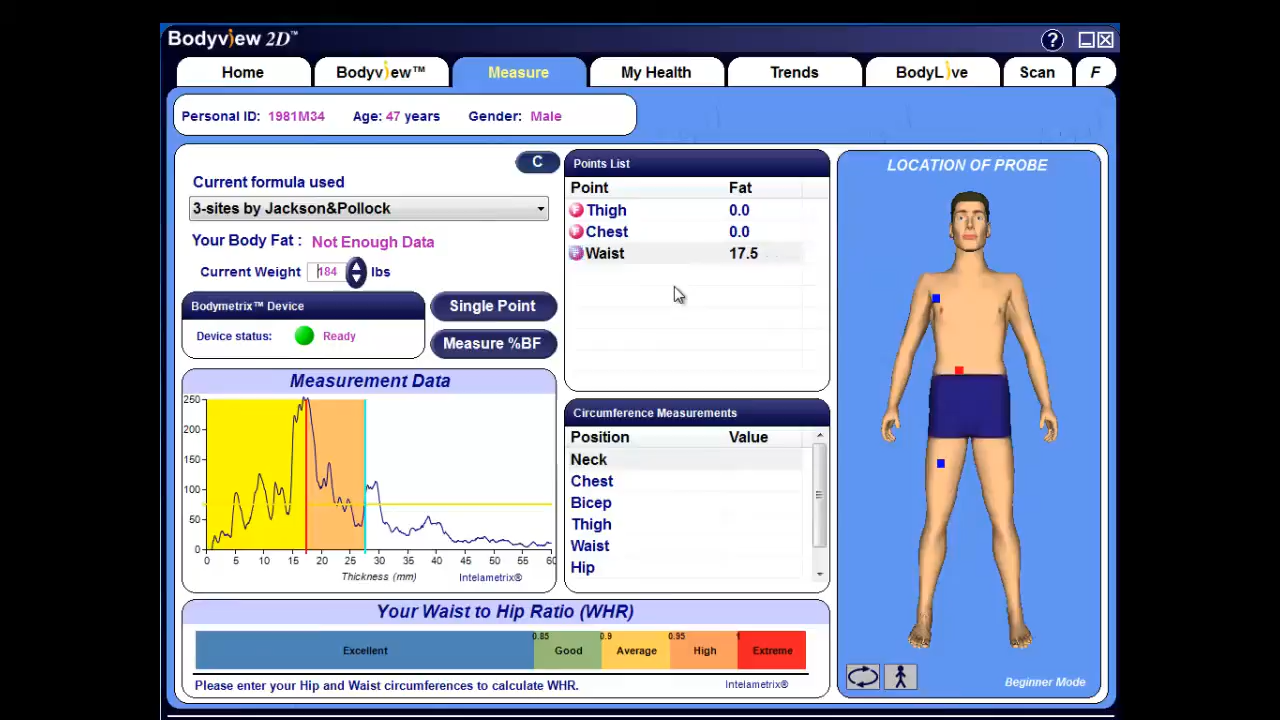 Bodyview 2D™
?
Home
Bodyview™
Measure
My Health
Trends
BodyLive
Scan
F
Personal ID: 1981M34 Age: 47 years Gender: Male
C
Current formula used
3-sites by Jackson&Pollock
Your Body Fat : Not Enough Data
Current Weight 184 lbs
Bodymetrix™ Device
Device status: Ready
Single Point
Measure %BF
Points List
Point Fat
Thigh 0.0
Chest 0.0
Waist 17.5
Measurement Data
250
200
150
100
50
0
0 5 10 15 20 25 30 35 40 45 50 55 60
Thickness (mm)
Intelametrix®
Circumference Measurements
Position Value
Neck
Chest
Bicep
Thigh
Waist
Hip
Your Waist to Hip Ratio (WHR)
0.85 0.9 0.95 1
Excellent Good Average High Extreme
Please enter your Hip and Waist circumferences to calculate WHR.
Intelametrix®
LOCATION OF PROBE
Beginner Mode